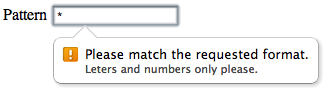 Pattern *
Please match the requested format.
Leters and numbers only please.